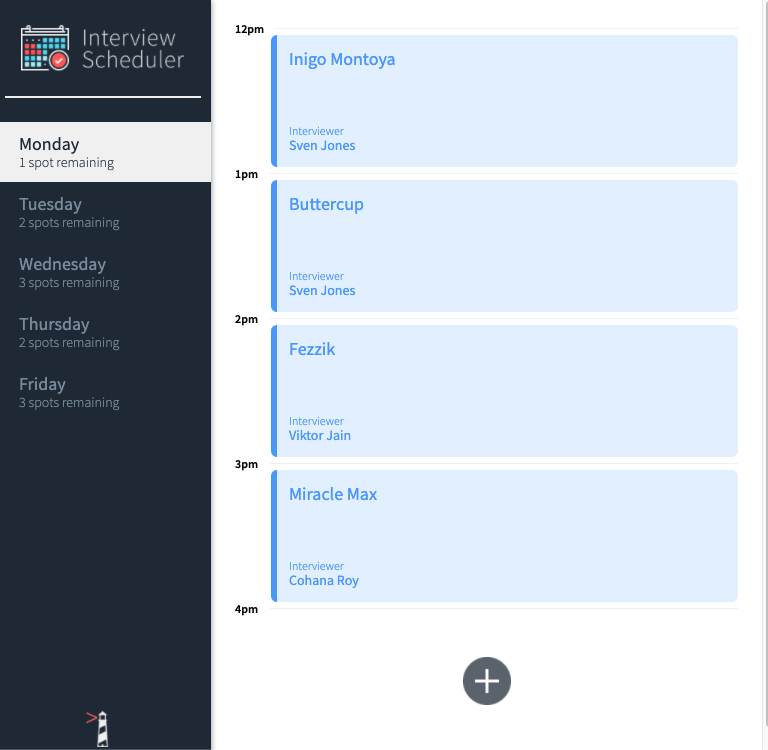 Interview
Scheduler
Monday
1 spot remaining
Tuesday
2 spots remaining
Wednesday
3 spots remaining
Thursday
2 spots remaining
Friday
3 spots remaining
12pm
Inigo Montoya
Interviewer
Sven Jones
1pm
Buttercup
Interviewer
Sven Jones
2pm
Fezzik
Interviewer
Viktor Jain
3pm
Miracle Max
Interviewer
Cohana Roy
4pm